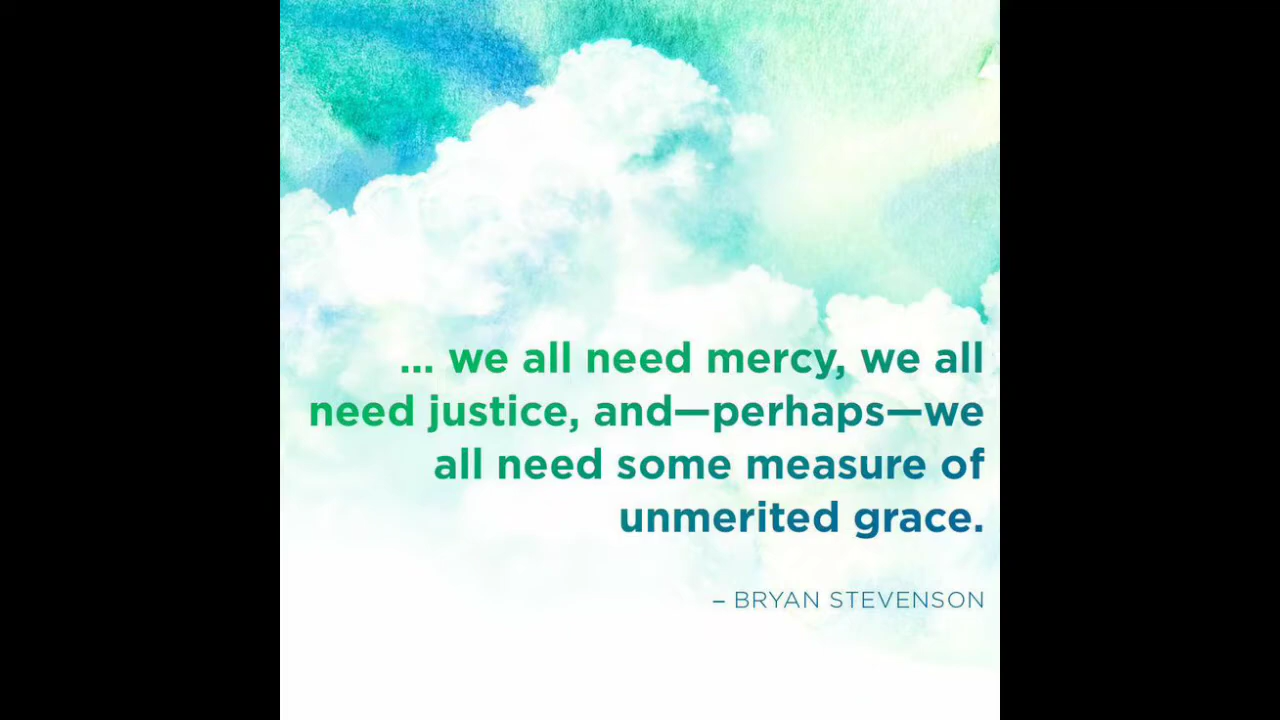 ... we all need mercy, we all
need justice, and—perhaps—we
all need some measure of
unmerited grace.
– BRYAN STEVENSON